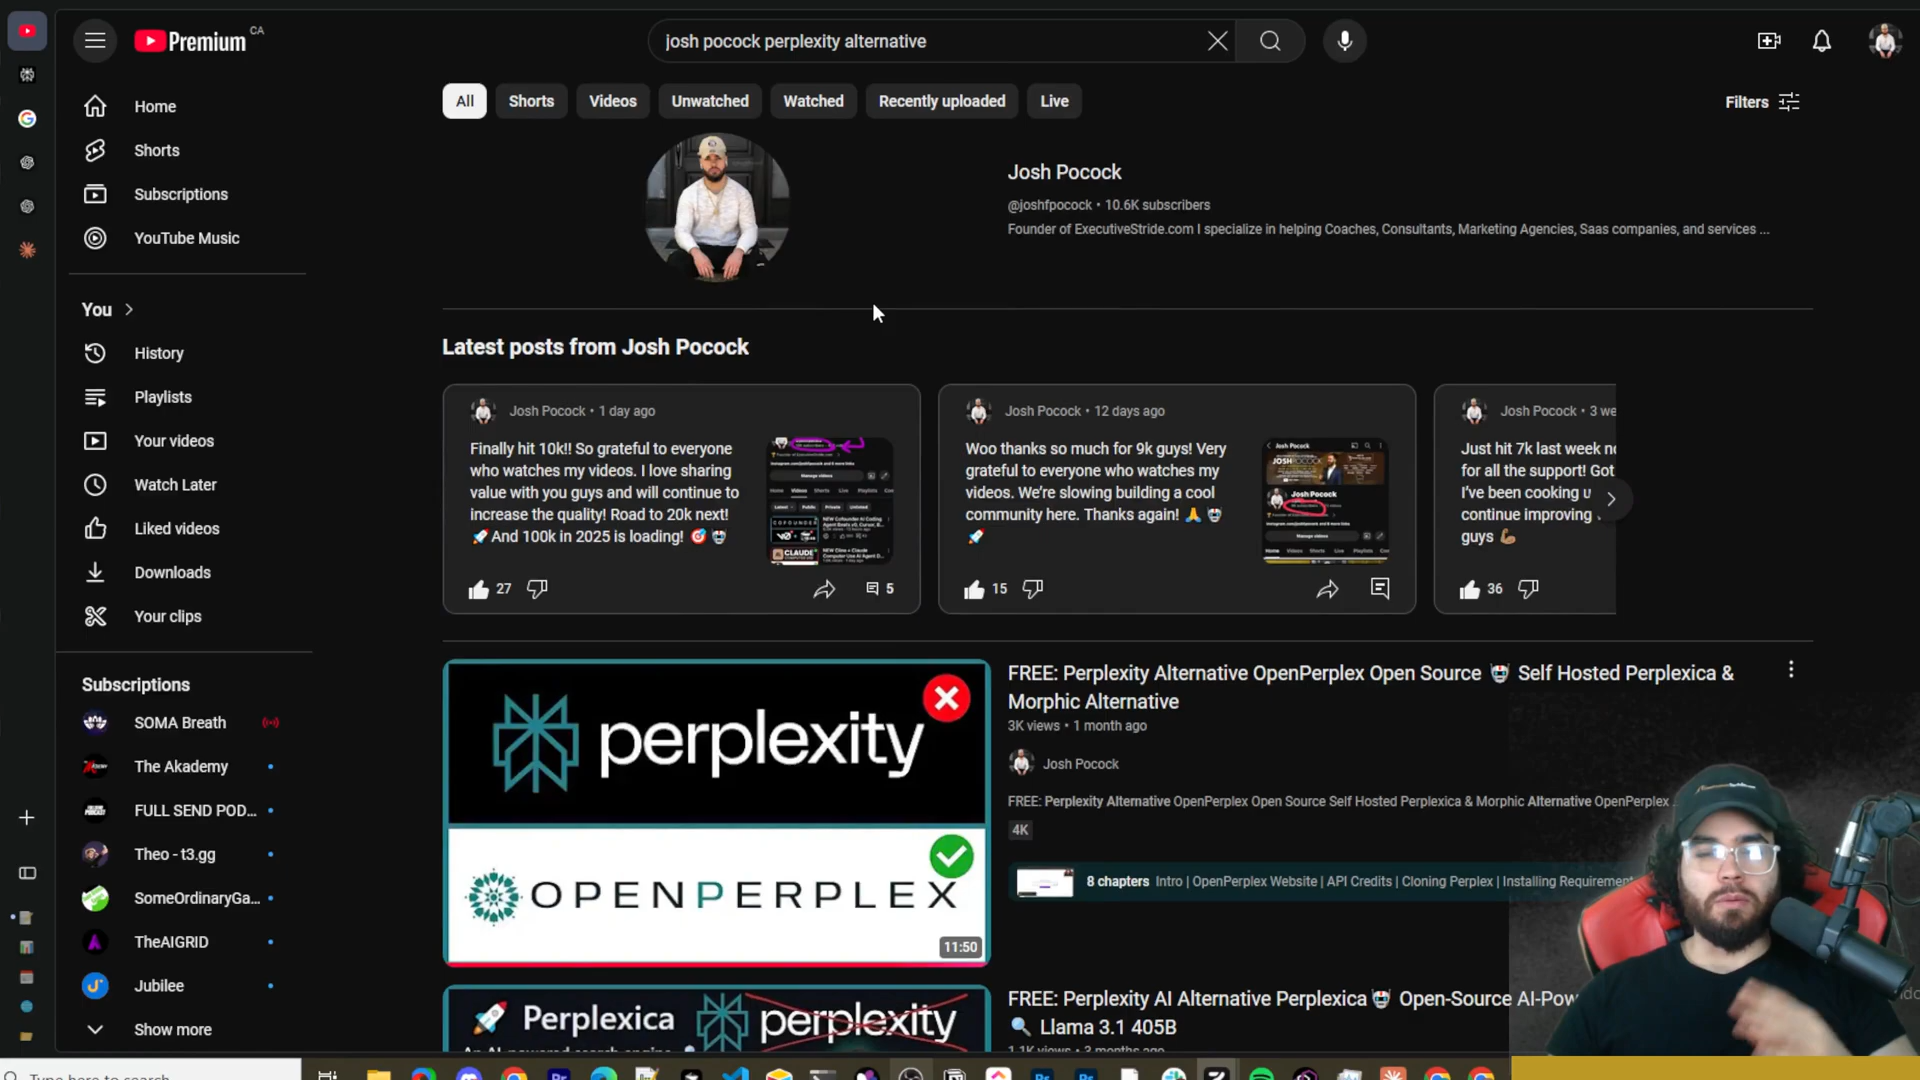 Premium CA
josh pocock perplexity alternative
All
Shorts
Videos
Unwatched
Watched
Recently uploaded
Live
Filters
Home
Shorts
Subscriptions
YouTube Music
You
History
Playlists
Your videos
Watch Later
Liked videos
Downloads
Your clips
Subscriptions
SOMA Breath
The Akademy
FULL SEND POD...
Theo - t3.gg
SomeOrdinaryGa...
TheAIGRID
Jubilee
Show more
Josh Pocock
@joshfpocock • 10.6K subscribers
Founder of ExecutiveStride.com I specialize in helping Coaches, Consultants, Marketing Agencies, Saas companies, and services ...
Latest posts from Josh Pocock
Josh Pocock • 1 day ago
Finally hit 10k!! So grateful to everyone
who watches my videos. I love sharing
value with you guys and will continue to
increase the quality! Road to 20k next!
🚀 And 100k in 2025 is loading! 🎯 🤖
27
5
Josh Pocock • 12 days ago
Woo thanks so much for 9k guys! Very
grateful to everyone who watches my
videos. We're slowing building a cool
community here. Thanks again! 🙏 🤖
🚀
15
Josh Pocock • 3 we
Just hit 7k last week
for all the support! Got
I've been cooking
continue improving
guys 💪
36
perplexity
OPENPERPLEX
11:50
FREE: Perplexity Alternative OpenPerplex Open Source 🤖 Self Hosted Perplexica &
Morphic Alternative
3K views • 1 month ago
Josh Pocock
FREE: Perplexity Alternative OpenPerplex Open Source Self Hosted Perplexica & Morphic Alternative OpenPerplex
4K
8 chapters Intro | OpenPerplex Website | API Credits | Cloning Perplex | Installing Requirement
Perplexica
perplexity
FREE: Perplexity AI Alternative Perplexica 🤖 Open-Source AI-Pow
🔍 Llama 3.1 405B
1.1K views • 3 months ago
Type here to search